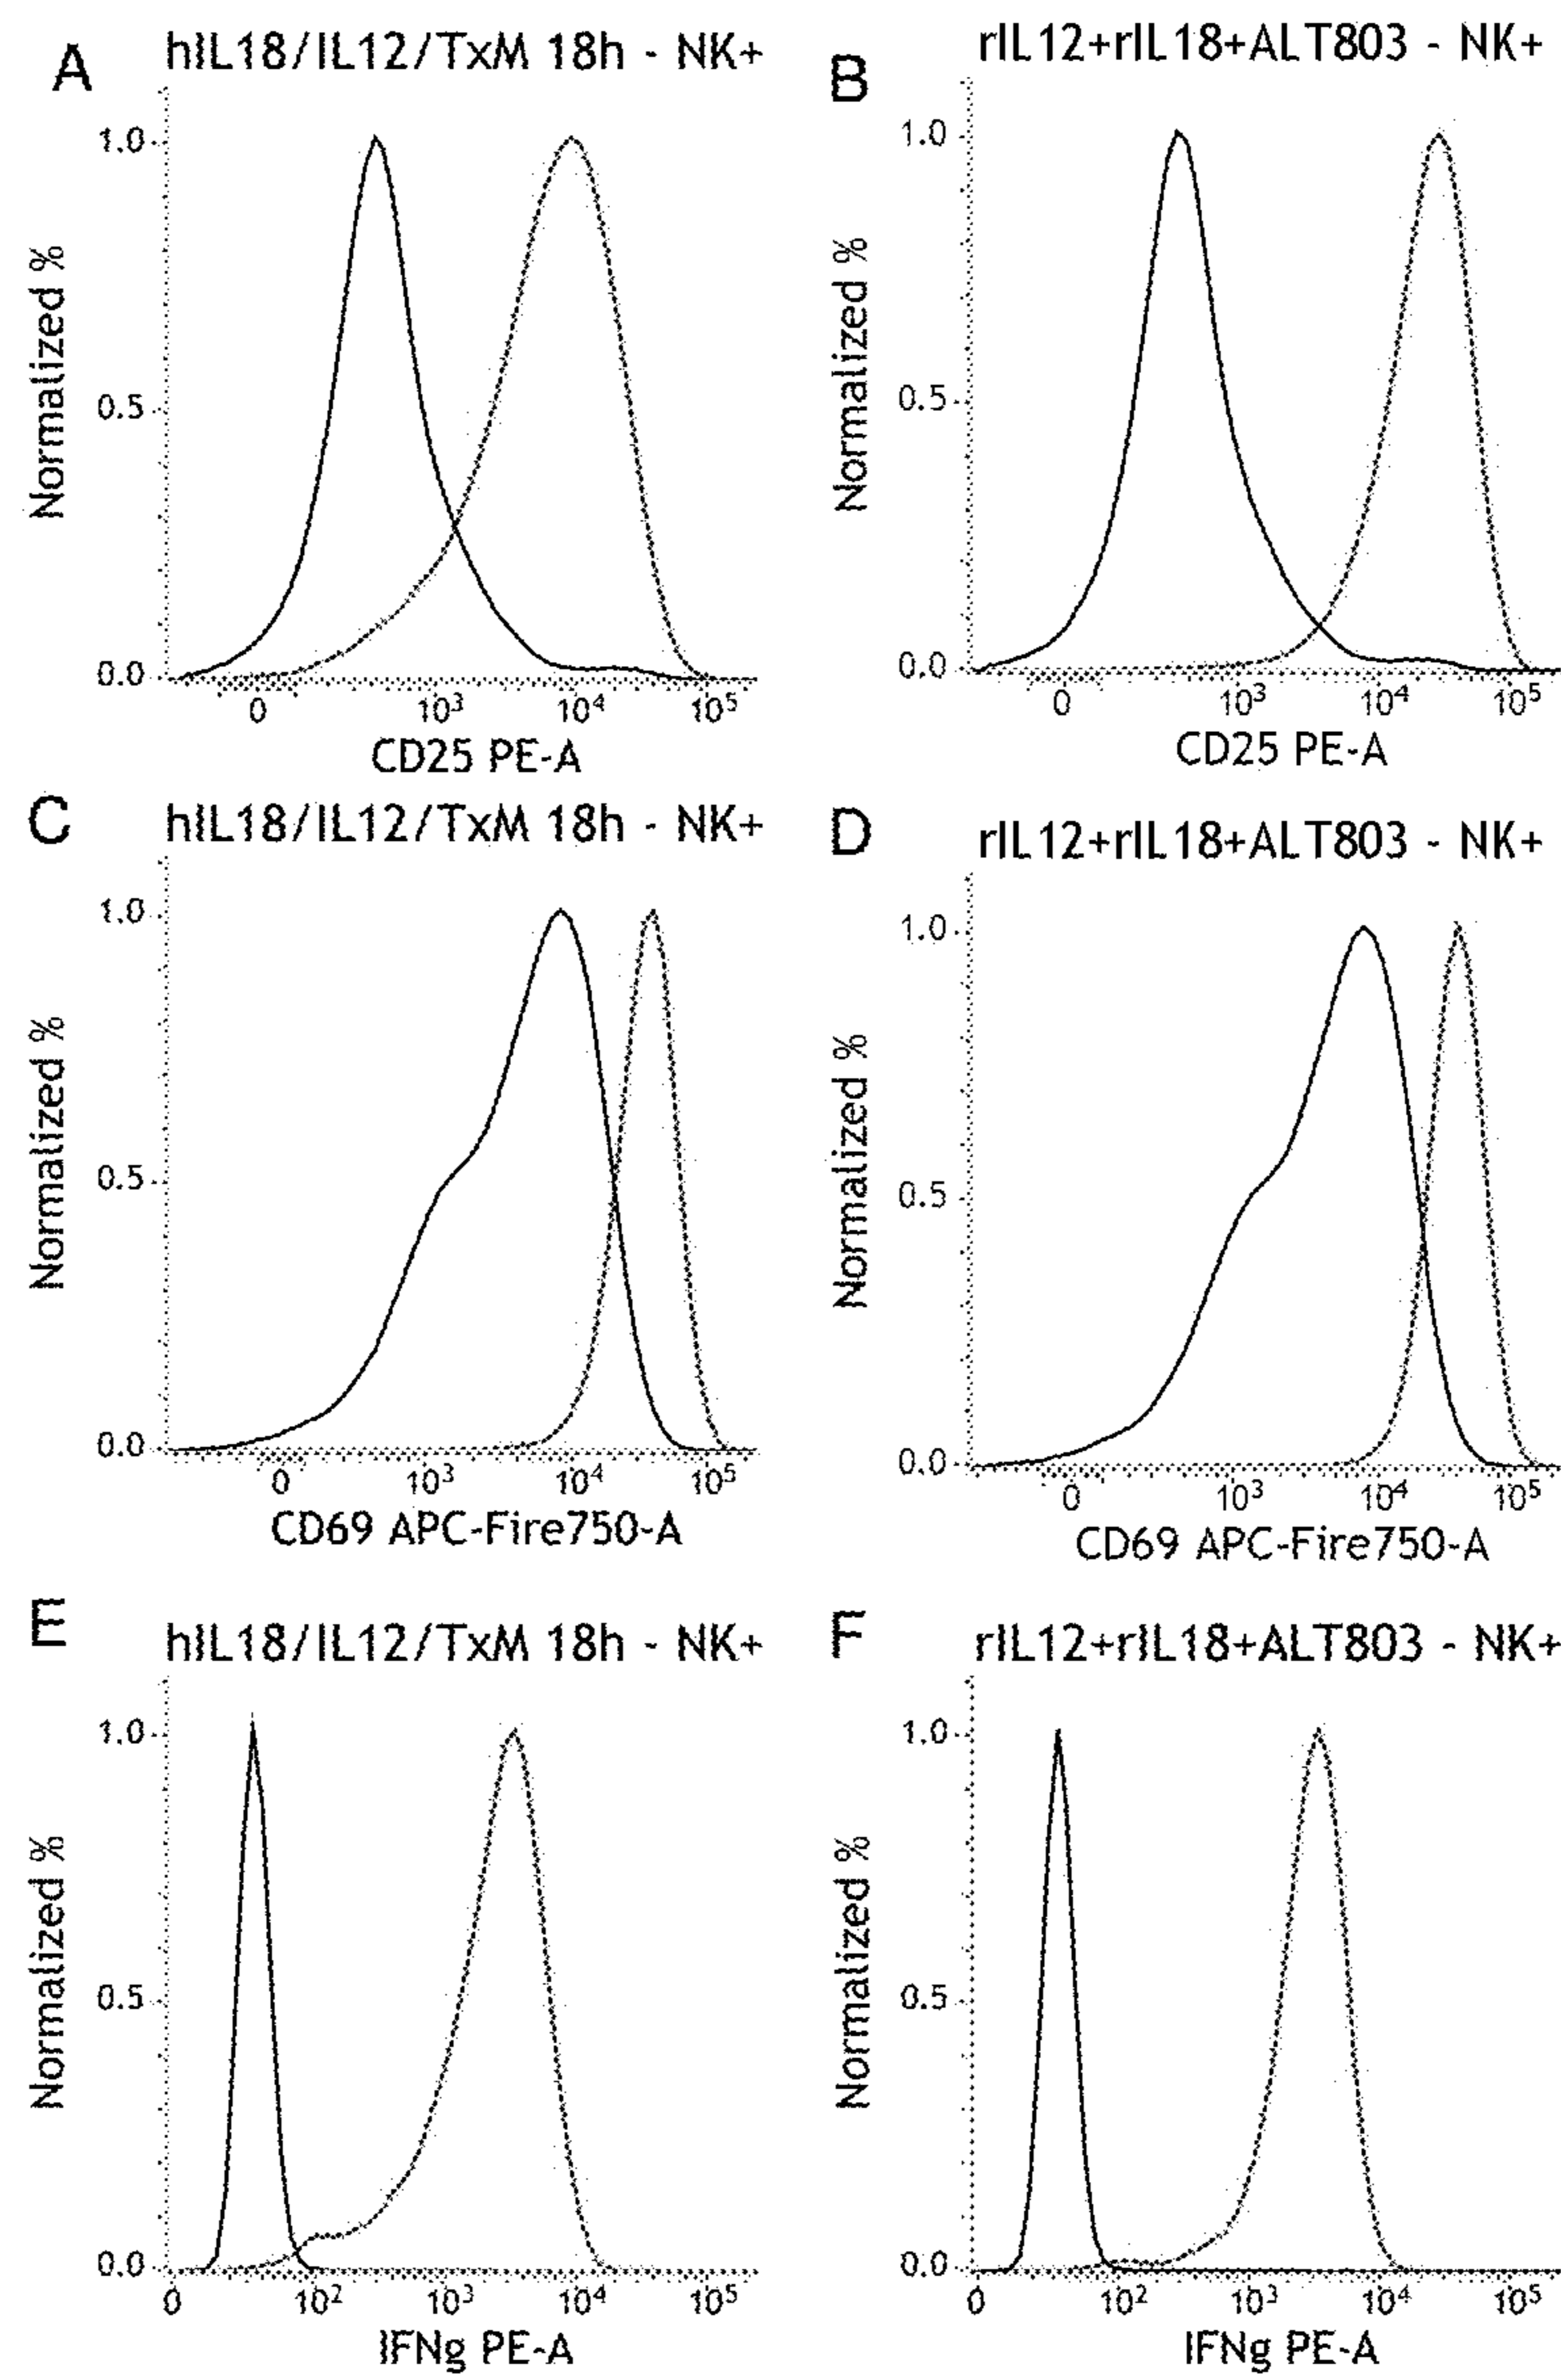 A
hIL18/IL12/TxM 18h - NK+
1.0
0.5
0.0
Normalized %
0 10³ 10⁴ 10⁵
CD25 PE-A
B
rIL12+rIL18+ALT803 - NK+
1.0
0.5
0.0
Normalized %
0 10³ 10⁴ 10⁵
CD25 PE-A
C
hIL18/IL12/TxM 18h - NK+
1.0
0.5
0.0
Normalized %
0 10³ 10⁴ 10⁵
CD69 APC-Fire750-A
D
rIL12+rIL18+ALT803 - NK+
1.0
0.5
0.0
Normalized %
0 10³ 10⁴ 10⁵
CD69 APC-Fire750-A
E
hIL18/IL12/TxM 18h - NK+
1.0
0.5
0.0
Normalized %
0 10² 10³ 10⁴ 10⁵
IFNg PE-A
F
rIL12+rIL18+ALT803 - NK+
1.0
0.5
0.0
Normalized %
0 10² 10³ 10⁴ 10⁵
IFNg PE-A